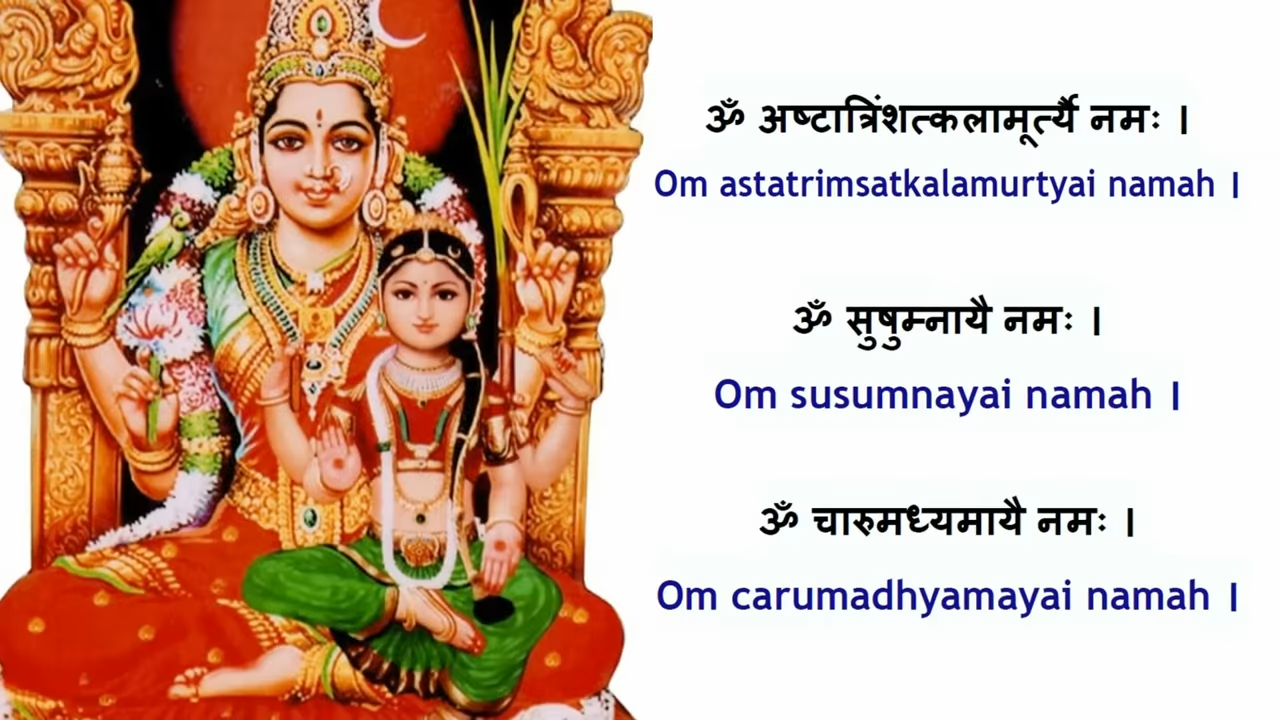 ॐ अष्टात्रिंशत्कलामूर्त्यै नमः ।
Om astatrimsatkalamurtyai namah ।
ॐ सुषुम्नायै नमः ।
Om susumnayai namah ।
ॐ चारुमध्यमायै नमः ।
Om carumadhyamayai namah ।